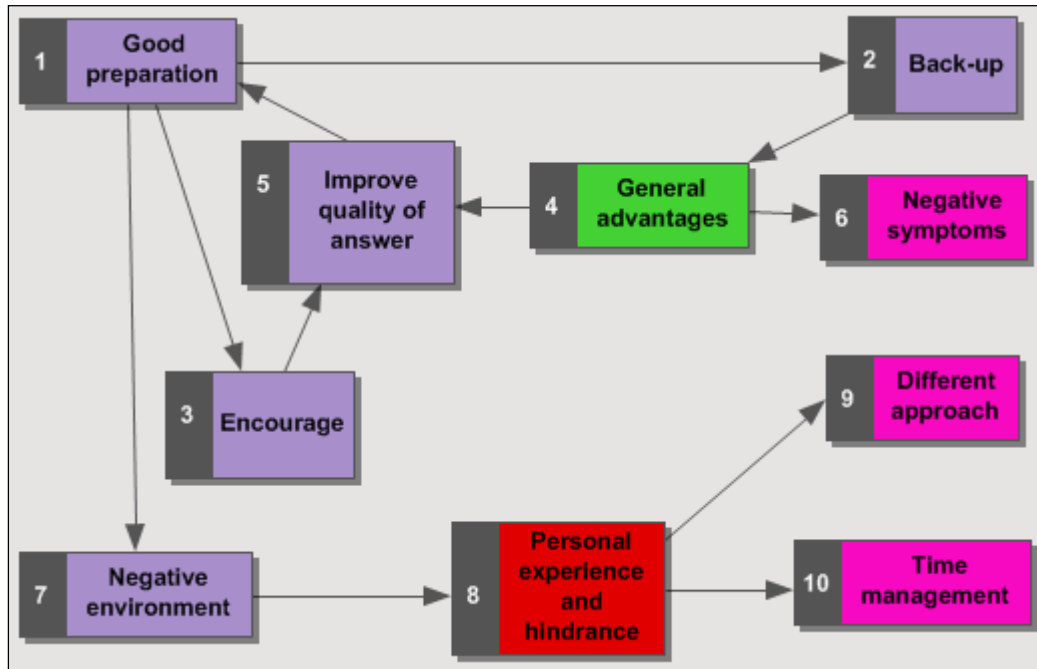 1
Good
preparation
2
Back-up
5
Improve
quality of
answer
4
General
advantages
6
Negative
symptoms
3
Encourage
9
Different
approach
7
Negative
environment
8
Personal
experience
and
hindrance
10
Time
management